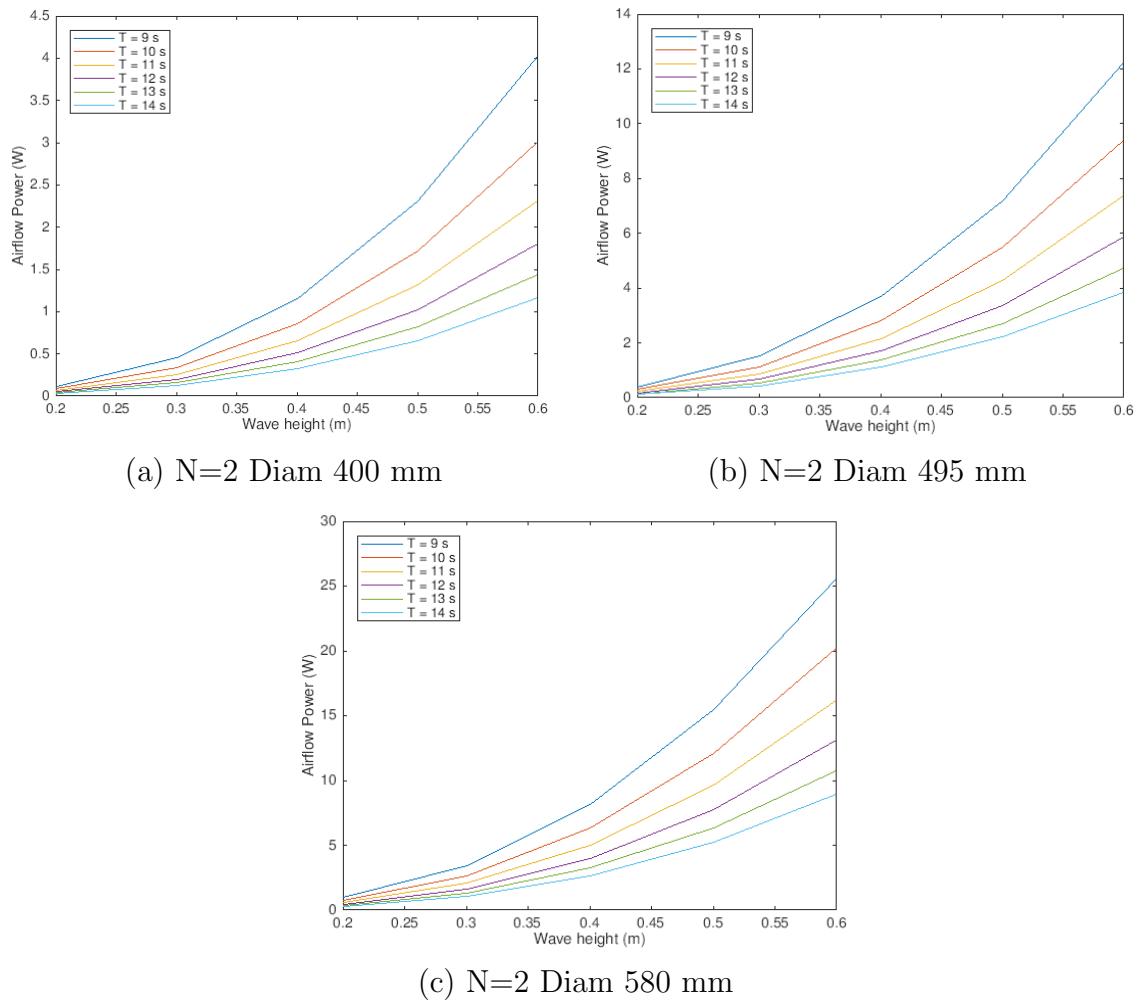 4.5
4
3.5
3
2.5
2
1.5
1
0.5
0
Airflow Power (W)
T = 9 s
T = 10 s
T = 11 s
T = 12 s
T = 13 s
T = 14 s
0.2 0.25 0.3 0.35 0.4 0.45 0.5 0.55 0.6
Wave height (m)
(a) N=2 Diam 400 mm
14
12
10
8
6
4
2
0
Airflow Power (W)
T = 9 s
T = 10 s
T = 11 s
T = 12 s
T = 13 s
T = 14 s
0.2 0.25 0.3 0.35 0.4 0.45 0.5 0.55 0.6
Wave height (m)
(b) N=2 Diam 495 mm
30
25
20
15
10
5
0
Airflow Power (W)
T = 9 s
T = 10 s
T = 11 s
T = 12 s
T = 13 s
T = 14 s
0.2 0.25 0.3 0.35 0.4 0.45 0.5 0.55 0.6
Wave height (m)
(c) N=2 Diam 580 mm